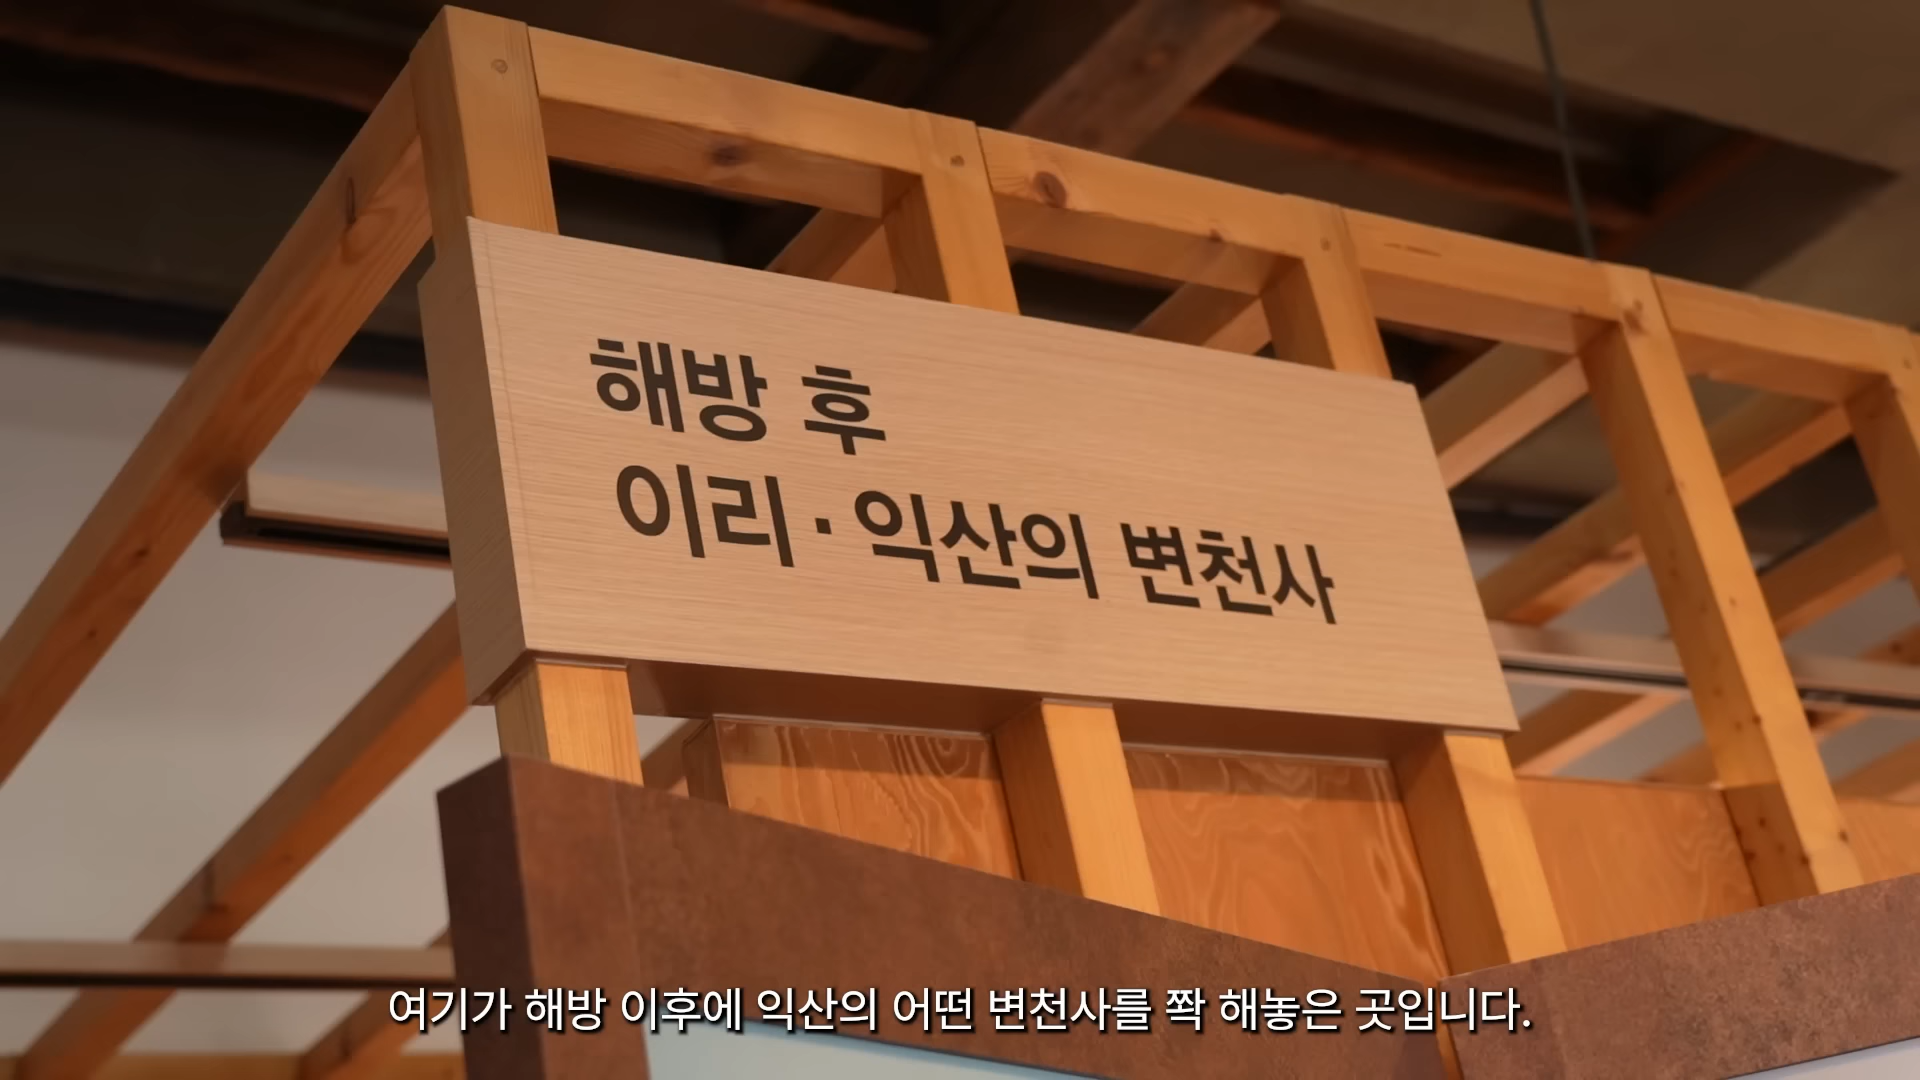 해방 후
이리·익산의 변천사
여기가 해방 이후에 익산의 어떤 변천사를 쫙 해놓은 곳입니다.